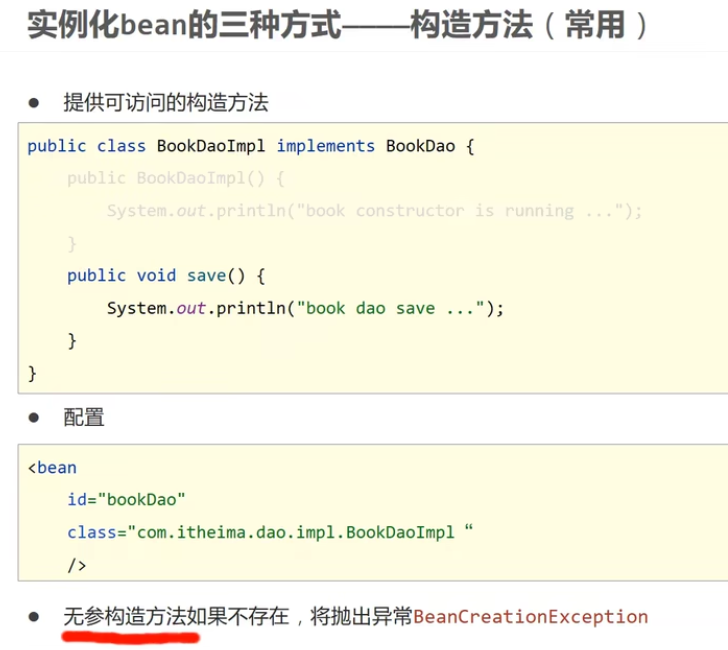 实例化bean的三种方式——构造方法（常用）
● 提供可访问的构造方法
public class BookDaoImpl implements BookDao {
    public BookDaoImpl() {
        System.out.println("book constructor is running ...");
    }
    public void save() {
        System.out.println("book dao save ...");
    }
}
● 配置
<bean
    id="bookDao"
    class="com.itheima.dao.impl.BookDaoImpl “
    />
● 无参构造方法如果不存在，将抛出异常BeanCreationException